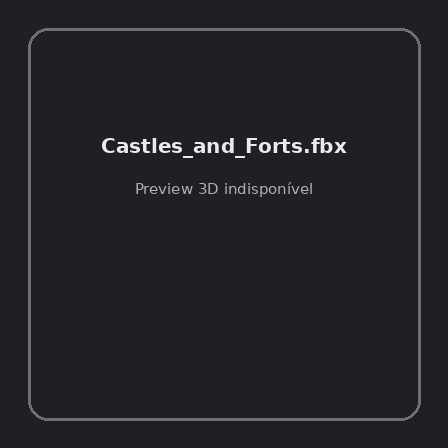 Castles_and_Forts.fbx
Preview 3D indisponível